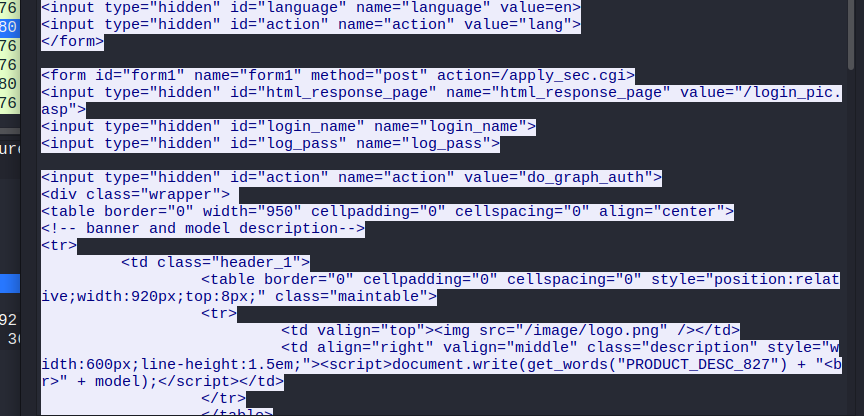 76
80
76
76
80
76
ur
92
<input type="hidden" id="language" name="language" value=en>
<input type="hidden" id="action" name="action" value="lang">
</form>
<form id="form1" name="form1" method="post" action=/apply_sec.cgi>
<input type="hidden" id="html_response_page" name="html_response_page" value="/login_pic.
asp">
<input type="hidden" id="login_name" name="login_name">
<input type="hidden" id="log_pass" name="log_pass">
<input type="hidden" id="action" name="action" value="do_graph_auth">
<div class="wrapper">
<table border="0" width="950" cellpadding="0" cellspacing="0" align="center">
<!-- banner and model description-->
<tr>
<td class="header_1">
<table border="0" cellpadding="0" cellspacing="0" style="position:relat
ive;width:920px;top:8px;" class="maintable">
<tr>
<td valign="top"><img src="/image/logo.png" /></td>
<td align="right" valign="middle" class="description" style="w
idth:600px;line-height:1.5em;"><script>document.write(get_words("PRODUCT_DESC_827") + "<b
r>" + model);</script></td>
</tr>
</table>